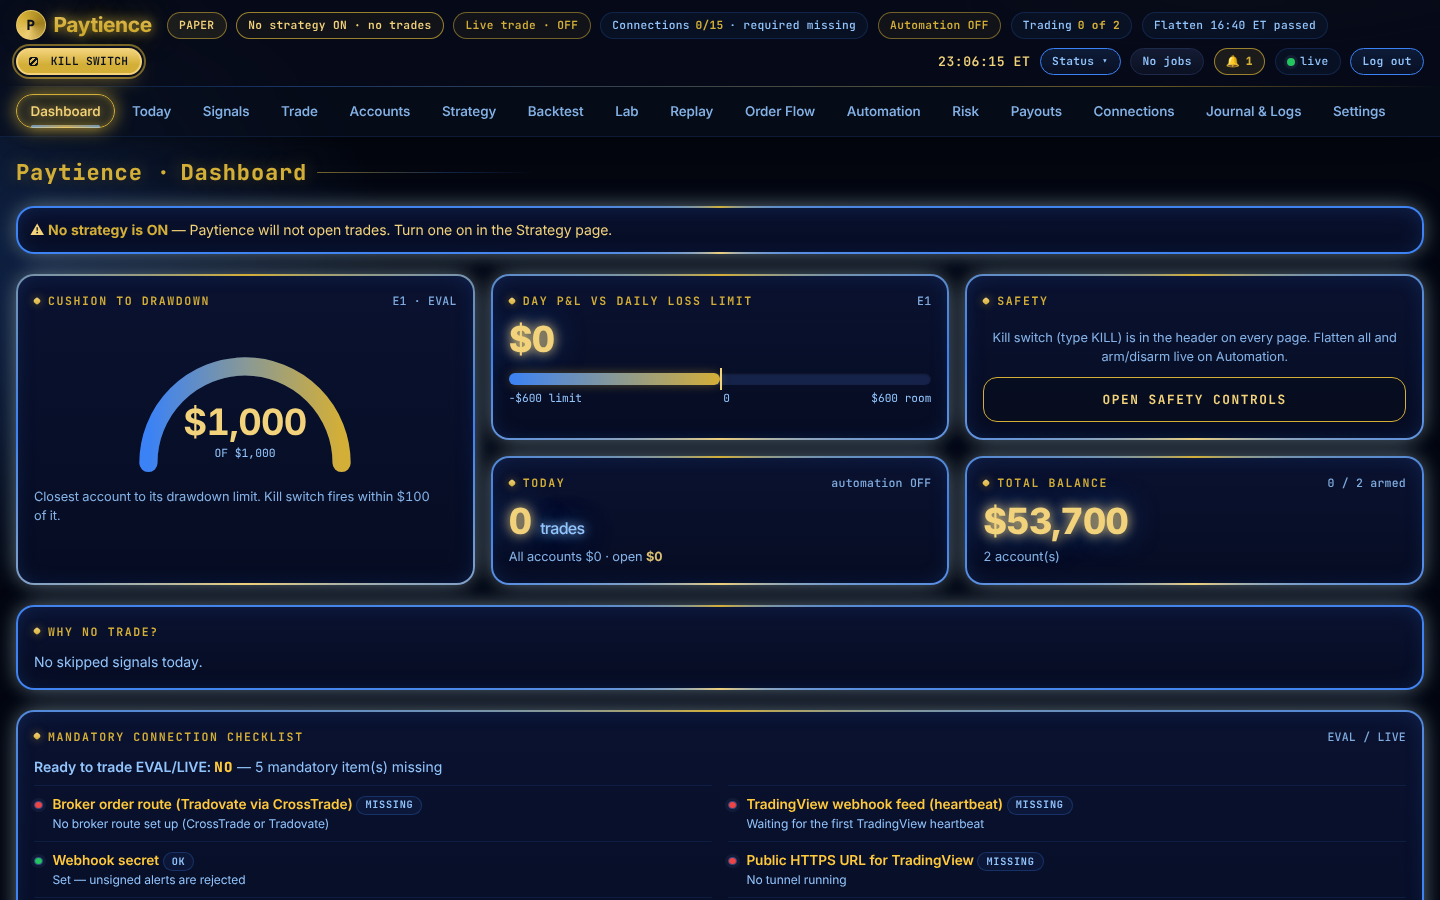 P Paytience PAPER No strategy ON · no trades Live trade · OFF Connections 0/15 · required missing Automation OFF Trading 0 of 2 Flatten 16:40 ET passed
KILL SWITCH 23:06:15 ET Status ▾ No jobs 🔔 1 live Log out
Dashboard Today Signals Trade Accounts Strategy Backtest Lab Replay Order Flow Automation Risk Payouts Connections Journal & Logs Settings
Paytience · Dashboard
⚠ No strategy is ON — Paytience will not open trades. Turn one on in the Strategy page.
CUSHION TO DRAWDOWN E1 · EVAL
$1,000
OF $1,000
Closest account to its drawdown limit. Kill switch fires within $100
of it.
DAY P&L VS DAILY LOSS LIMIT E1
$0
-$600 limit 0 $600 room
SAFETY
Kill switch (type KILL) is in the header on every page. Flatten all and
arm/disarm live on Automation.
OPEN SAFETY CONTROLS
TODAY automation OFF
0 trades
All accounts $0 · open $0
TOTAL BALANCE 0 / 2 armed
$53,700
2 account(s)
WHY NO TRADE?
No skipped signals today.
MANDATORY CONNECTION CHECKLIST EVAL / LIVE
Ready to trade EVAL/LIVE: NO — 5 mandatory item(s) missing
Broker order route (Tradovate via CrossTrade) MISSING
No broker route set up (CrossTrade or Tradovate)
TradingView webhook feed (heartbeat) MISSING
Waiting for the first TradingView heartbeat
Webhook secret OK
Set — unsigned alerts are rejected
Public HTTPS URL for TradingView MISSING
No tunnel running